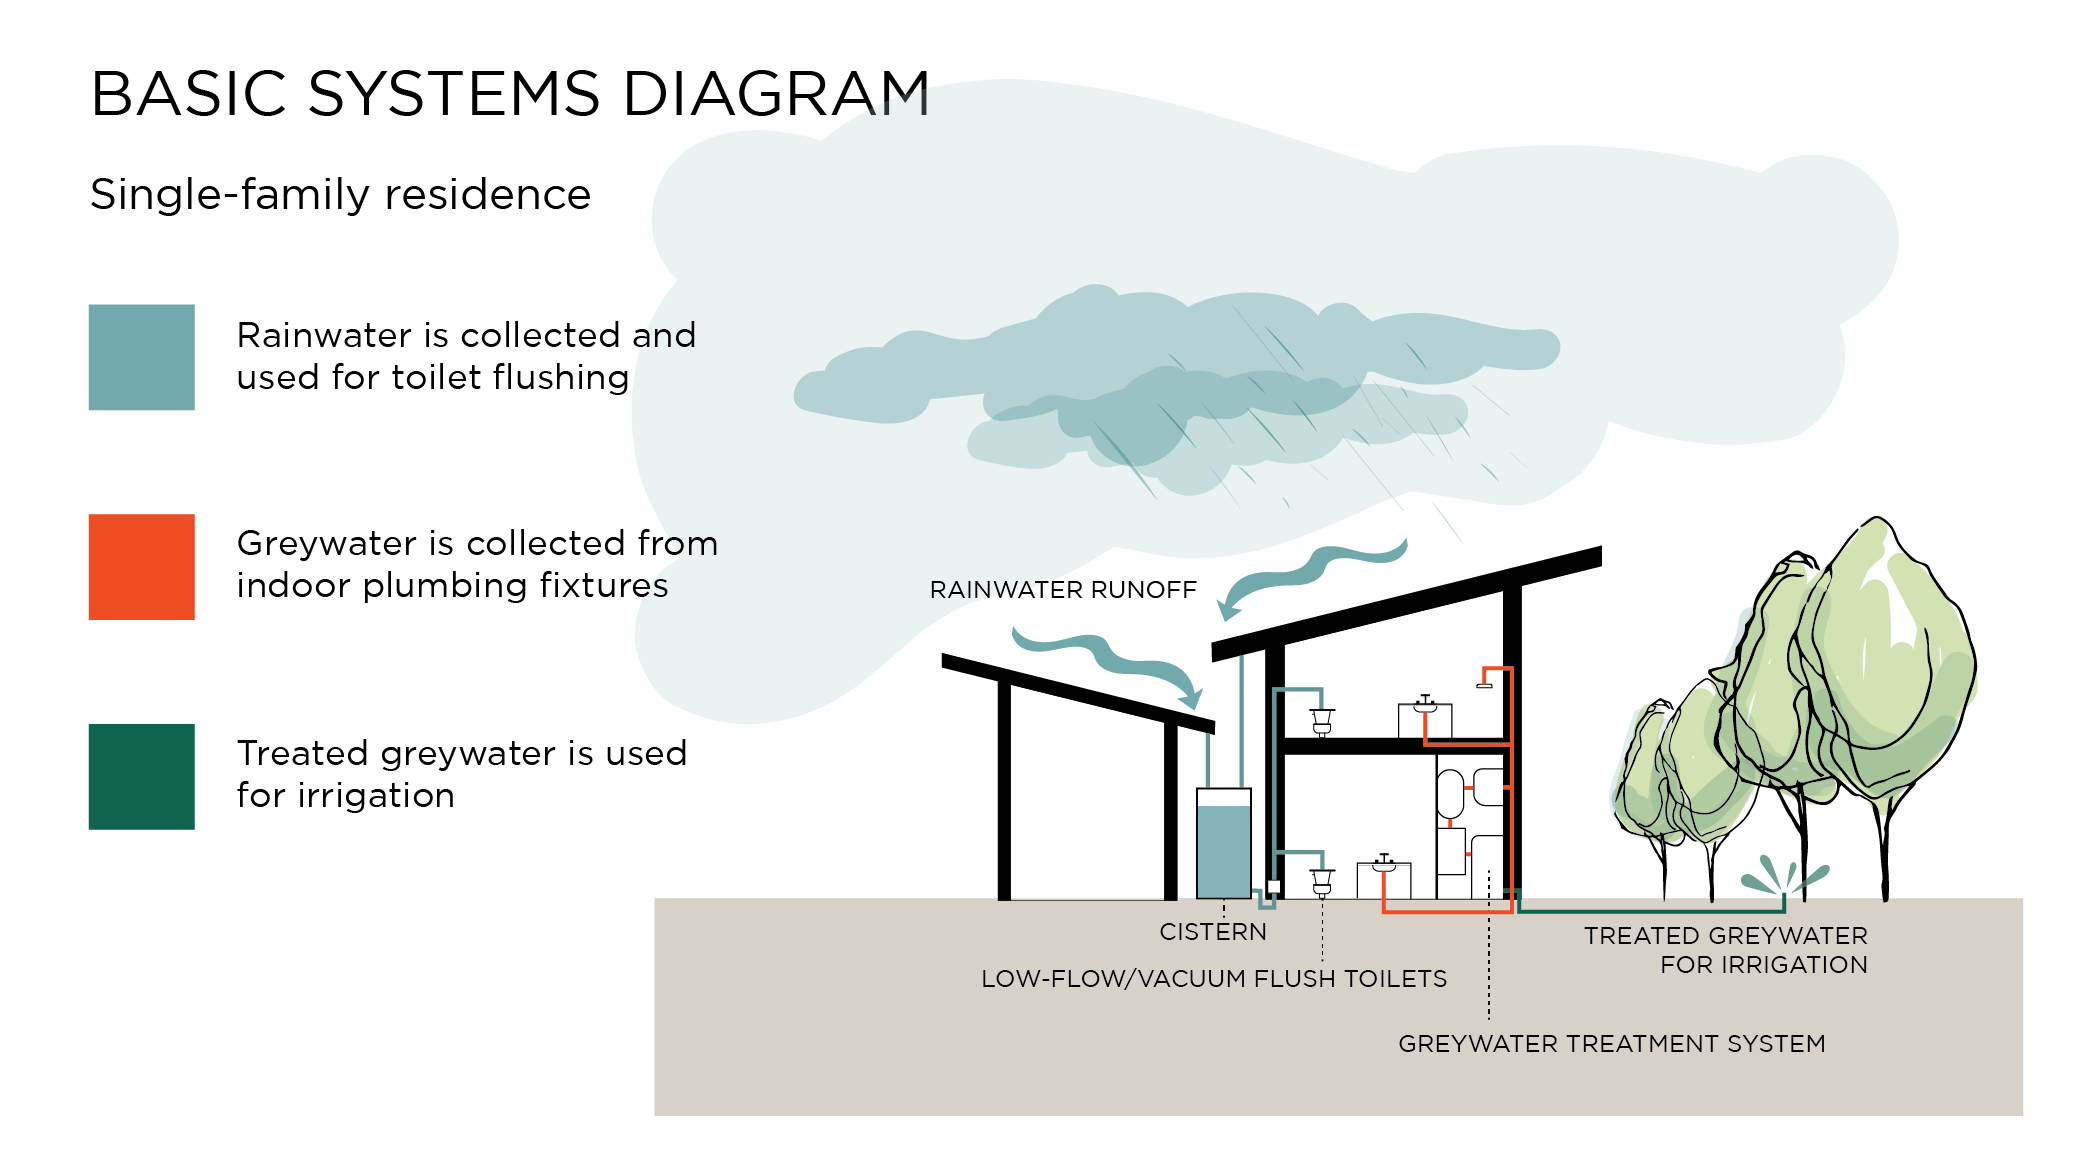 BASIC SYSTEMS DIAGRAM
Single-family residence
Rainwater is collected and
used for toilet flushing
Greywater is collected from
indoor plumbing fixtures
Treated greywater is used
for irrigation
RAINWATER RUNOFF
CISTERN
LOW-FLOW/VACUUM FLUSH TOILETS
TREATED GREYWATER
FOR IRRIGATION
GREYWATER TREATMENT SYSTEM